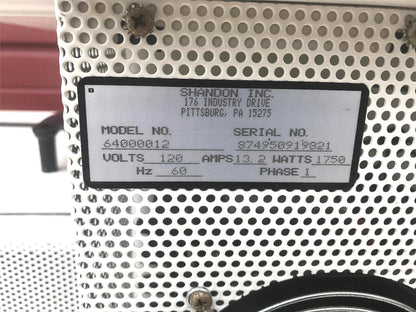 SHANDON INC.
176 INDUSTRY DRIVE
PITTSBURG, PA 15275
MODEL NO. SERIAL NO.
64000012 874950919821
VOLTS 120 AMPS 13.2 WATTS 1750
Hz 60 PHASE 1